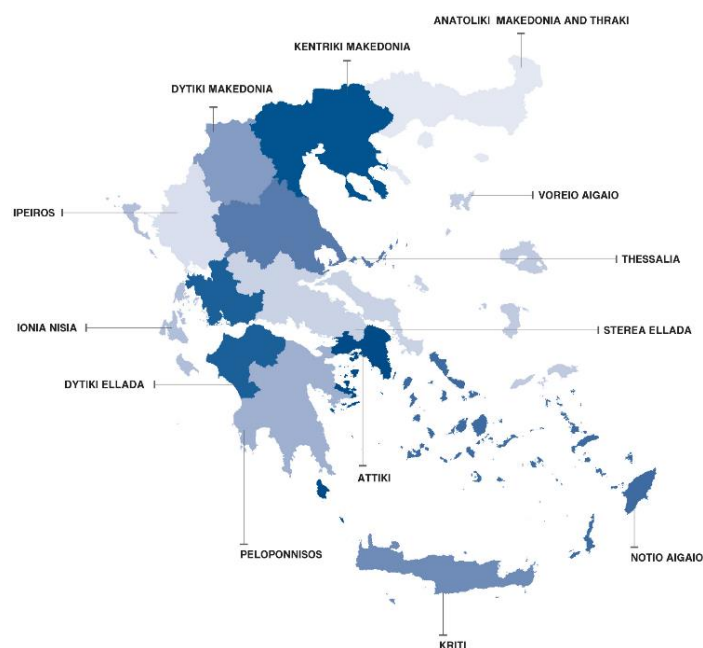 ANATOLIKI MAKEDONIA AND THRAKI
KENTRIKI MAKEDONIA
DYTIKI MAKEDONIA
VOREIO AIGAIO
IPEIROS
THESSALIA
IONIA NISIA
STEREA ELLADA
DYTIKI ELLADA
ATTIKI
PELOPONNISOS
NOTIO AIGAIO
KRITI